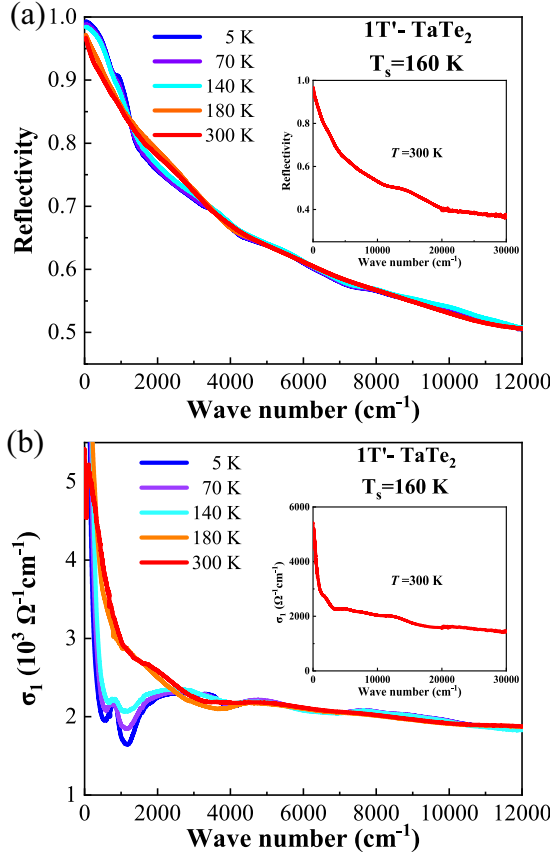 (a)
1T'- TaTe₂
Tₛ=160 K
5 K
70 K
140 K
180 K
300 K
Reflectivity
1.0
0.9
0.8
0.7
0.6
0.5
0 2000 4000 6000 8000 10000 12000
Wave number (cm⁻¹)
Reflectivity
1.0
0.8
0.6
0.4
T =300 K
0 10000 20000 30000
Wave number (cm⁻¹)
(b)
1T'- TaTe₂
Tₛ=160 K
5 K
70 K
140 K
180 K
300 K
σ₁ (10³ Ω⁻¹cm⁻¹)
5
4
3
2
1
0 2000 4000 6000 8000 10000 12000
Wave number (cm⁻¹)
σ₁ (Ω⁻¹cm⁻¹)
6000
4000
2000
0
T =300 K
0 10000 20000 30000
Wave number (cm⁻¹)